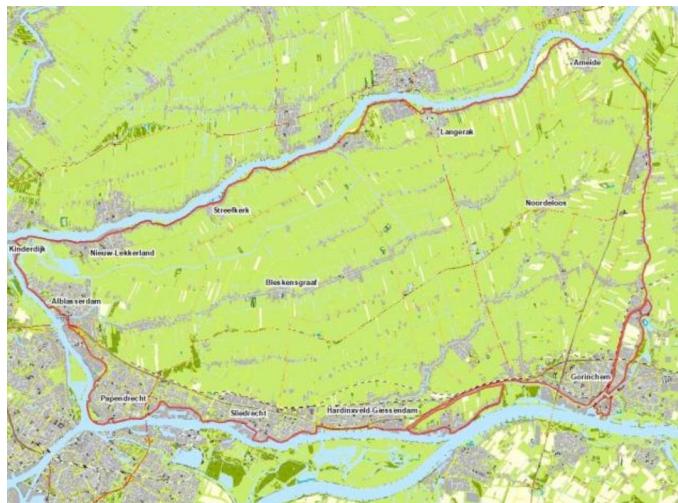 Ameide
Langerak
Noordeloos
Streefkerk
Kinderdijk
Nieuw-Lekkerland
Bleskensgraaf
Alblasserdam
Gorinchem
Papendrecht
Sliedrecht
Hardinxveld-Giessendam